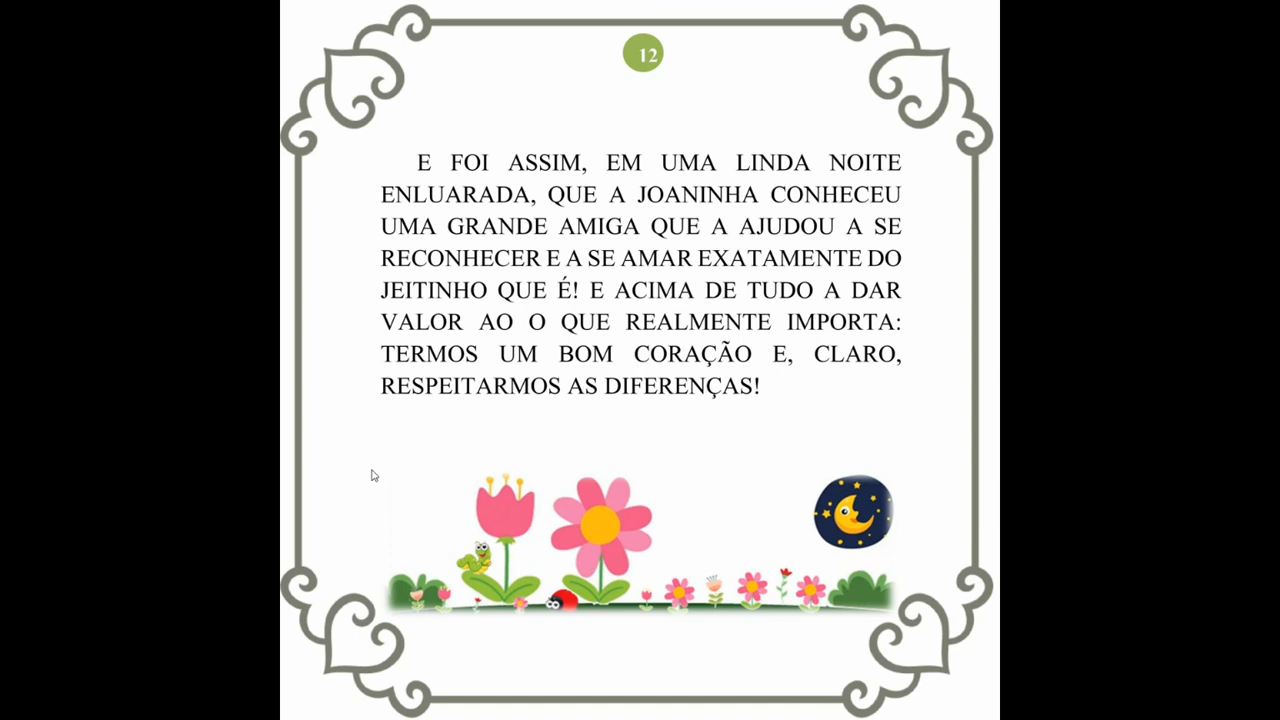 12
E FOI ASSIM, EM UMA LINDA NOITE
ENLUARADA, QUE A JOANINHA CONHECEU
UMA GRANDE AMIGA QUE A AJUDOU A SE
RECONHECER E A SE AMAR EXATAMENTE DO
JEITINHO QUE É! E ACIMA DE TUDO A DAR
VALOR AO O QUE REALMENTE IMPORTA:
TERMOS UM BOM CORAÇÃO E, CLARO,
RESPEITARMOS AS DIFERENÇAS!